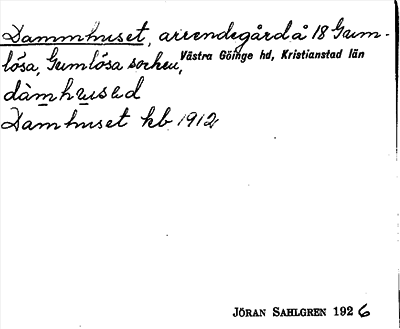 Dammhuset, arrendegård å 18 Gum-
lösa, Gumlösa socken, Västra Göinge hd, Kristianstad län
dàmhused
Damhuset kb 1912
JÖRAN SAHLGREN 1926